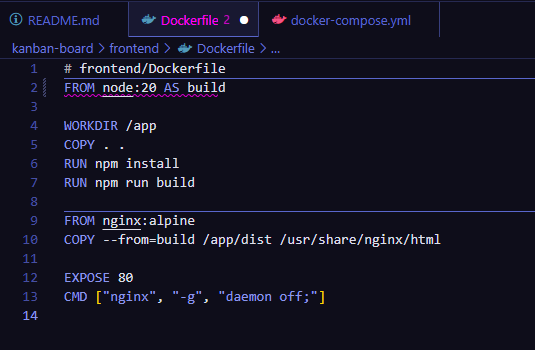 README.md Dockerfile 2 docker-compose.yml
kanban-board > frontend > Dockerfile > ...
1 # frontend/Dockerfile
2 FROM node:20 AS build
3
4 WORKDIR /app
5 COPY . .
6 RUN npm install
7 RUN npm run build
8
9 FROM nginx:alpine
10 COPY --from=build /app/dist /usr/share/nginx/html
11
12 EXPOSE 80
13 CMD ["nginx", "-g", "daemon off;"]
14